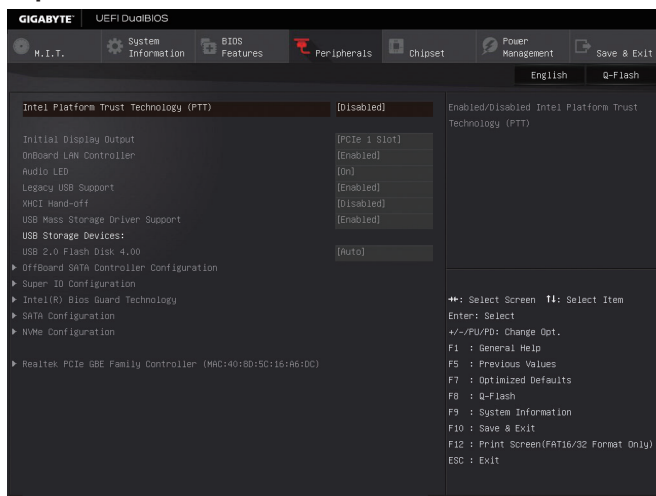 GIGABYTE™ UEFI DualBIOS
M.I.T. System Information BIOS Features Peripherals Chipset Power Management Save & Exit
English Q-Flash
Intel Platform Trust Technology (PTT) [Disabled]
Enabled/Disabled Intel Platform Trust
Technology (PTT)
Initial Display Output [PCIe 1 Slot]
OnBoard LAN Controller [Enabled]
Audio LED [On]
Legacy USB Support [Enabled]
XHCI Hand-off [Disabled]
USB Mass Storage Driver Support [Enabled]
USB Storage Devices:
USB 2.0 Flash Disk 4.00 [Auto]
OffBoard SATA Controller Configuration
Super IO Configuration
Intel(R) Bios Guard Technology
SATA Configuration
NVMe Configuration
Realtek PCIe GBE Family Controller (MAC:40:8D:5C:16:A6:DC)
→←: Select Screen ↑↓: Select Item
Enter: Select
+/-/PU/PD: Change Opt.
F1 : General Help
F5 : Previous Values
F7 : Optimized Defaults
F8 : Q-Flash
F9 : System Information
F10 : Save & Exit
F12 : Print Screen(FAT16/32 Format Only)
ESC : Exit